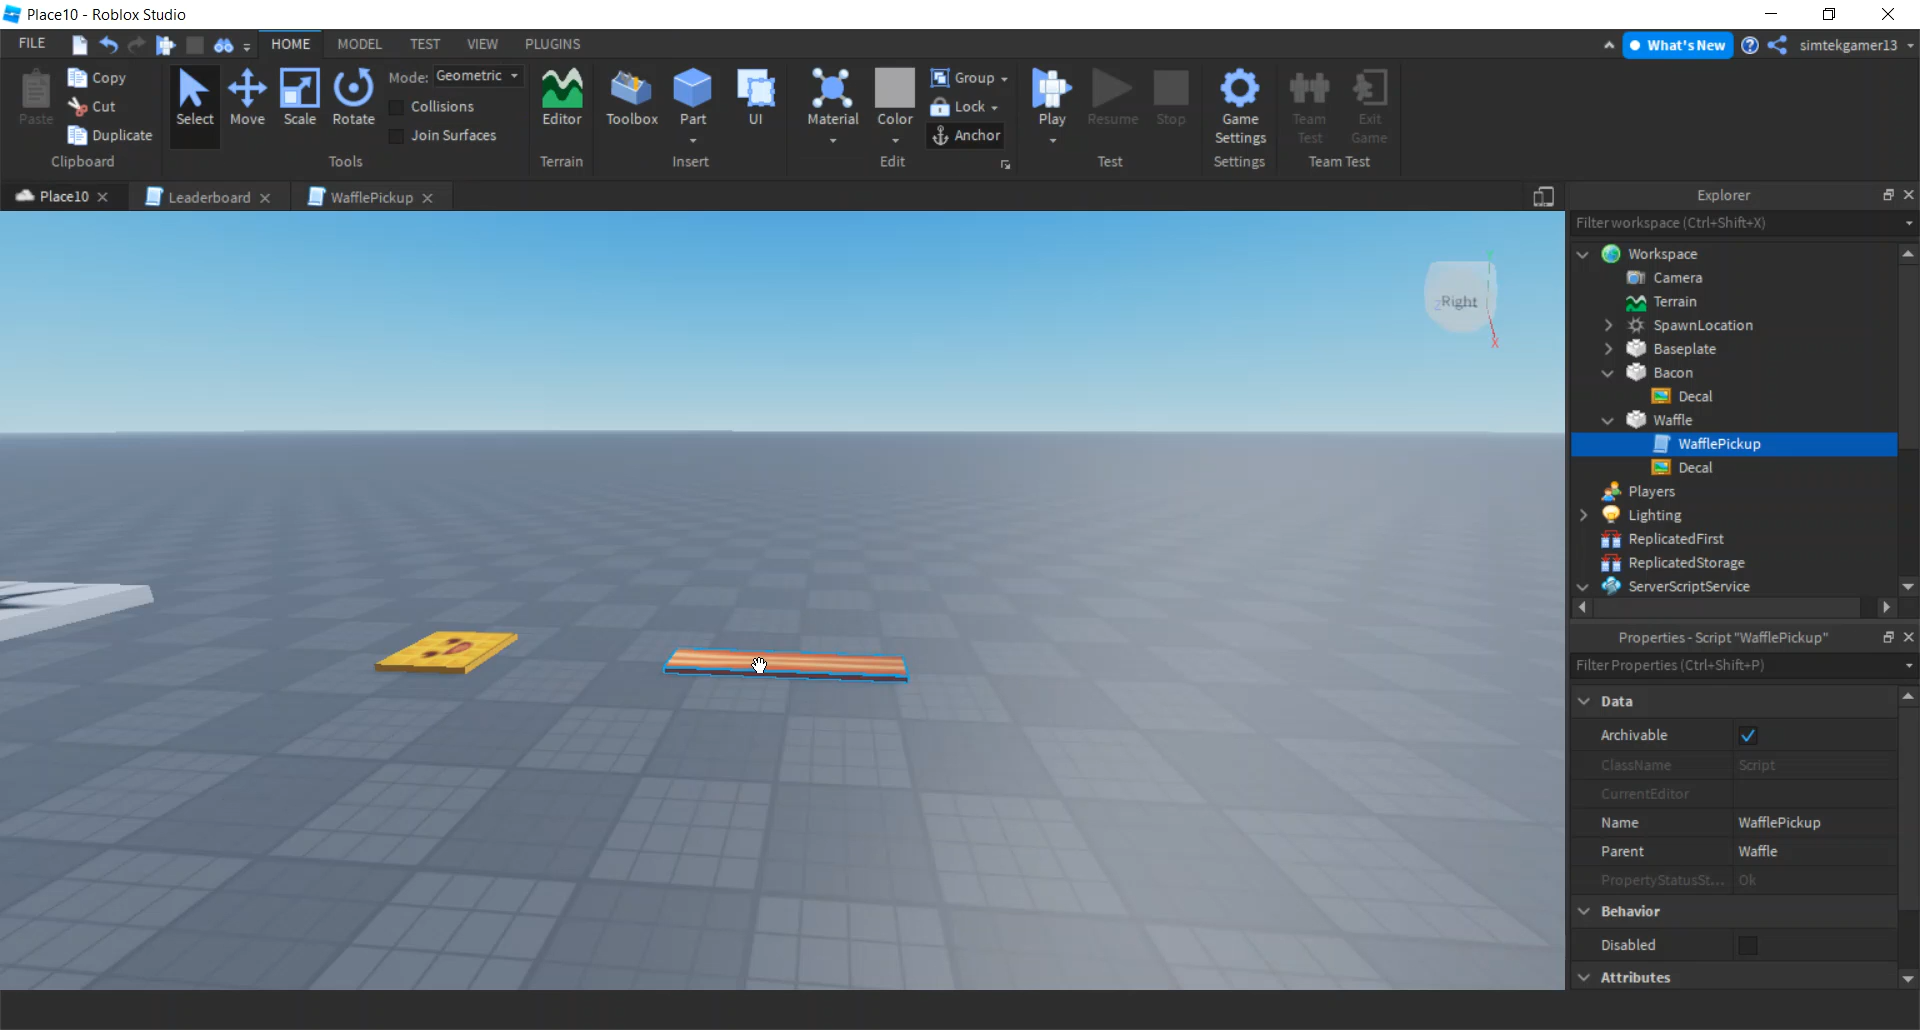 Place10 - Roblox Studio
FILE
HOME
MODEL
TEST
VIEW
PLUGINS
What's New
simtekgamer13
Paste
Copy
Cut
Duplicate
Clipboard
Select
Move
Scale
Rotate
Mode: Geometric
Collisions
Join Surfaces
Tools
Editor
Terrain
Toolbox
Part
UI
Insert
Material
Color
Group
Lock
Anchor
Edit
Play
Resume
Stop
Test
Game
Settings
Settings
Team
Test
Exit
Game
Team Test
Place10
Leaderboard
WafflePickup
Right
Z
Y
X
Explorer
Filter workspace (Ctrl+Shift+X)
Workspace
Camera
Terrain
SpawnLocation
Baseplate
Bacon
Decal
Waffle
WafflePickup
Decal
Players
Lighting
ReplicatedFirst
ReplicatedStorage
ServerScriptService
Properties - Script "WafflePickup"
Filter Properties (Ctrl+Shift+P)
Data
Archivable
ClassName Script
CurrentEditor
Name WafflePickup
Parent Waffle
PropertyStatusSt... Ok
Behavior
Disabled
Attributes